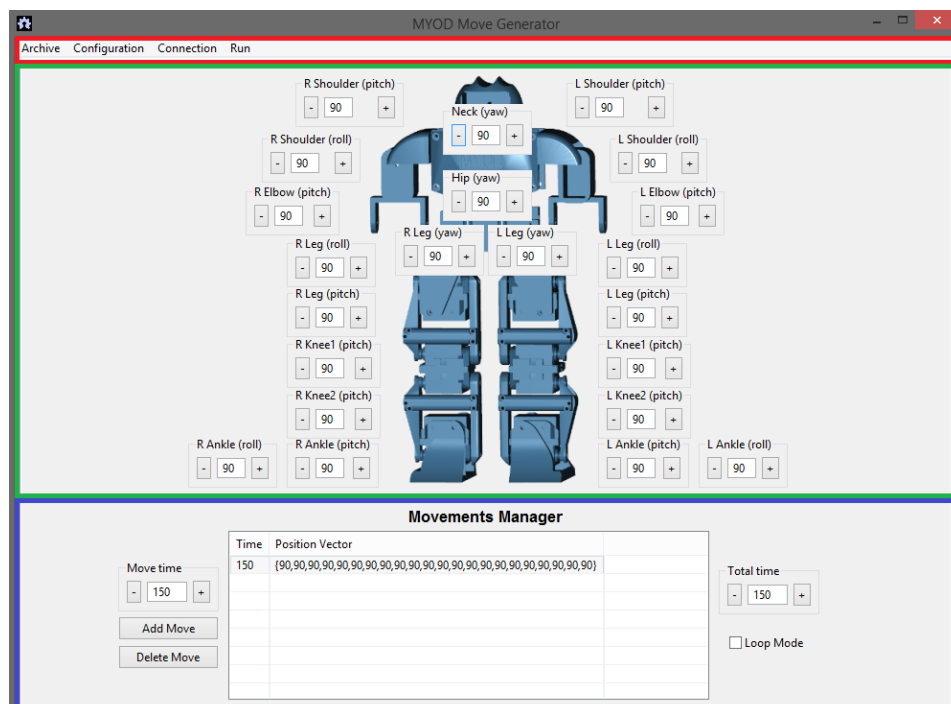 MYOD Move Generator
Archive Configuration Connection Run
R Shoulder (pitch)
- 90 +
L Shoulder (pitch)
- 90 +
Neck (yaw)
- 90 +
R Shoulder (roll)
- 90 +
L Shoulder (roll)
- 90 +
Hip (yaw)
- 90 +
R Elbow (pitch)
- 90 +
L Elbow (pitch)
- 90 +
R Leg (yaw)
- 90 +
L Leg (yaw)
- 90 +
R Leg (roll)
- 90 +
L Leg (roll)
- 90 +
R Leg (pitch)
- 90 +
L Leg (pitch)
- 90 +
R Knee1 (pitch)
- 90 +
L Knee1 (pitch)
- 90 +
R Knee2 (pitch)
- 90 +
L Knee2 (pitch)
- 90 +
R Ankle (roll)
- 90 +
R Ankle (pitch)
- 90 +
L Ankle (pitch)
- 90 +
L Ankle (roll)
- 90 +
Movements Manager
Time Position Vector
150 {90,90,90,90,90,90,90,90,90,90,90,90,90,90,90,90,90,90,90,90,90,90}
Move time
- 150 +
Add Move
Delete Move
Total time
- 150 +
Loop Mode